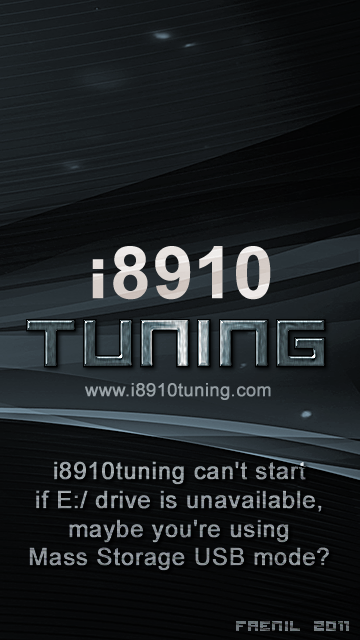 i8910
TUNING
www.i8910tuning.com
i8910tuning can't start
if E:/ drive is unavailable,
maybe you're using
Mass Storage USB mode?
FAENIL 2011